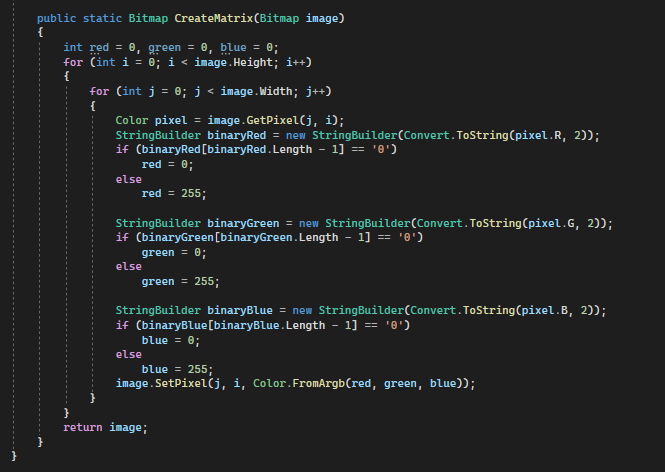 public static Bitmap CreateMatrix(Bitmap image)
{
int red = 0, green = 0, blue = 0;
for (int i = 0; i < image.Height; i++)
{
for (int j = 0; j < image.Width; j++)
{
Color pixel = image.GetPixel(j, i);
StringBuilder binaryRed = new StringBuilder(Convert.ToString(pixel.R, 2));
if (binaryRed[binaryRed.Length - 1] == '0')
red = 0;
else
red = 255;
StringBuilder binaryGreen = new StringBuilder(Convert.ToString(pixel.G, 2));
if (binaryGreen[binaryGreen.Length - 1] == '0')
green = 0;
else
green = 255;
StringBuilder binaryBlue = new StringBuilder(Convert.ToString(pixel.B, 2));
if (binaryBlue[binaryBlue.Length - 1] == '0')
blue = 0;
else
blue = 255;
image.SetPixel(j, i, Color.FromArgb(red, green, blue));
}
}
return image;
}
}